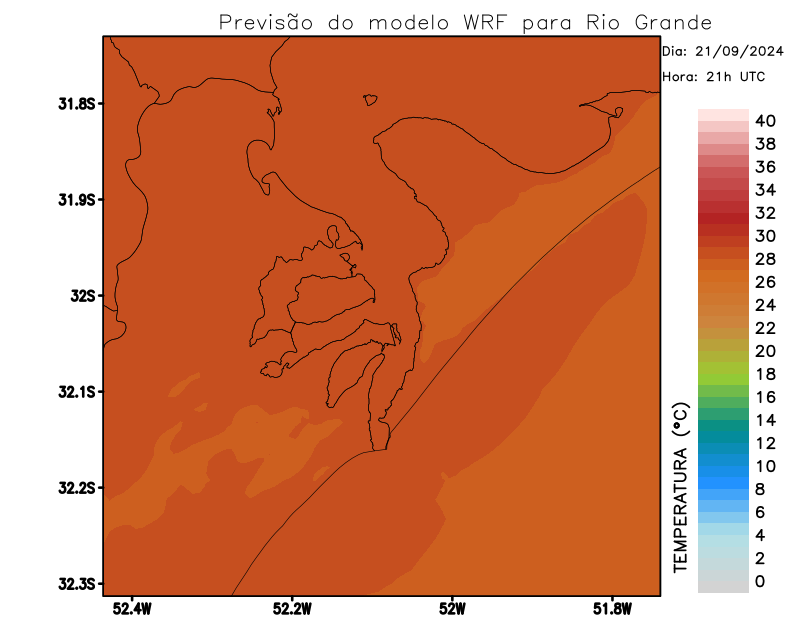 Previsão do modelo WRF para Rio Grande
Dia: 21/09/2024
Hora: 21h UTC
31.8S
31.9S
32S
32.1S
32.2S
32.3S
52.4W
52.2W
52W
51.8W
TEMPERATURA (°C)
40
38
36
34
32
30
28
26
24
22
20
18
16
14
12
10
8
6
4
2
0